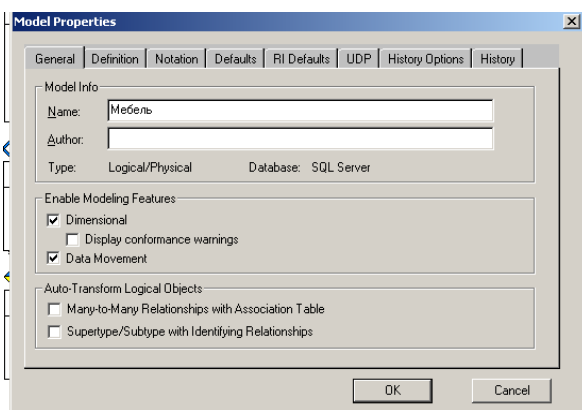 Model Properties
General Definition Notation Defaults RI Defaults UDP History Options History
Model Info
Name: Мебель
Author:
Type: Logical/Physical Database: SQL Server
Enable Modeling Features
Dimensional
Display conformance warnings
Data Movement
Auto-Transform Logical Objects
Many-to-Many Relationships with Association Table
Supertype/Subtype with Identifying Relationships
OK Cancel